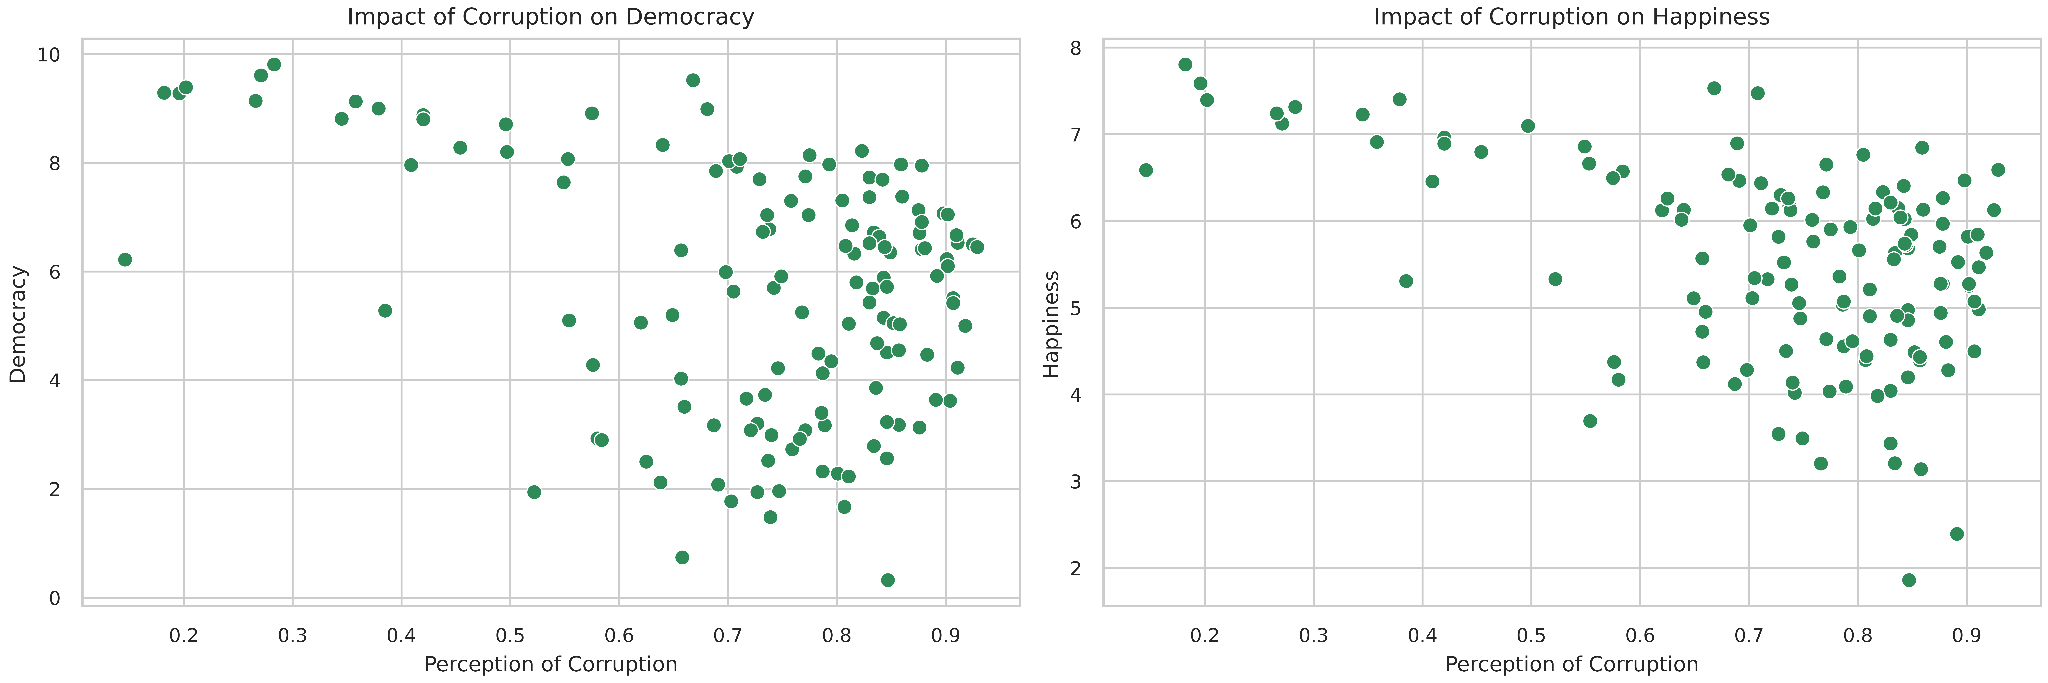 Impact of Corruption on Democracy
10
8
6
4
2
0
Democracy
0.2 0.3 0.4 0.5 0.6 0.7 0.8 0.9
Perception of Corruption
Impact of Corruption on Happiness
8
7
6
5
4
3
2
Happiness
0.2 0.3 0.4 0.5 0.6 0.7 0.8 0.9
Perception of Corruption